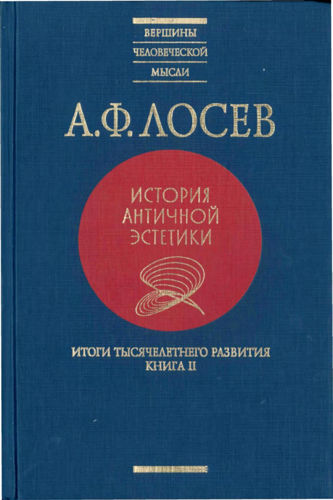 ВЕРШИНЫ
ЧЕЛОВЕЧЕСКОЙ
МЫСЛИ
А.Ф.ЛОСЕВ
ИСТОРИЯ
АНТИЧНОЙ
ЭСТЕТИКИ
ИТОГИ ТЫСЯЧЕЛЕТНЕГО РАЗВИТИЯ
КНИГА II